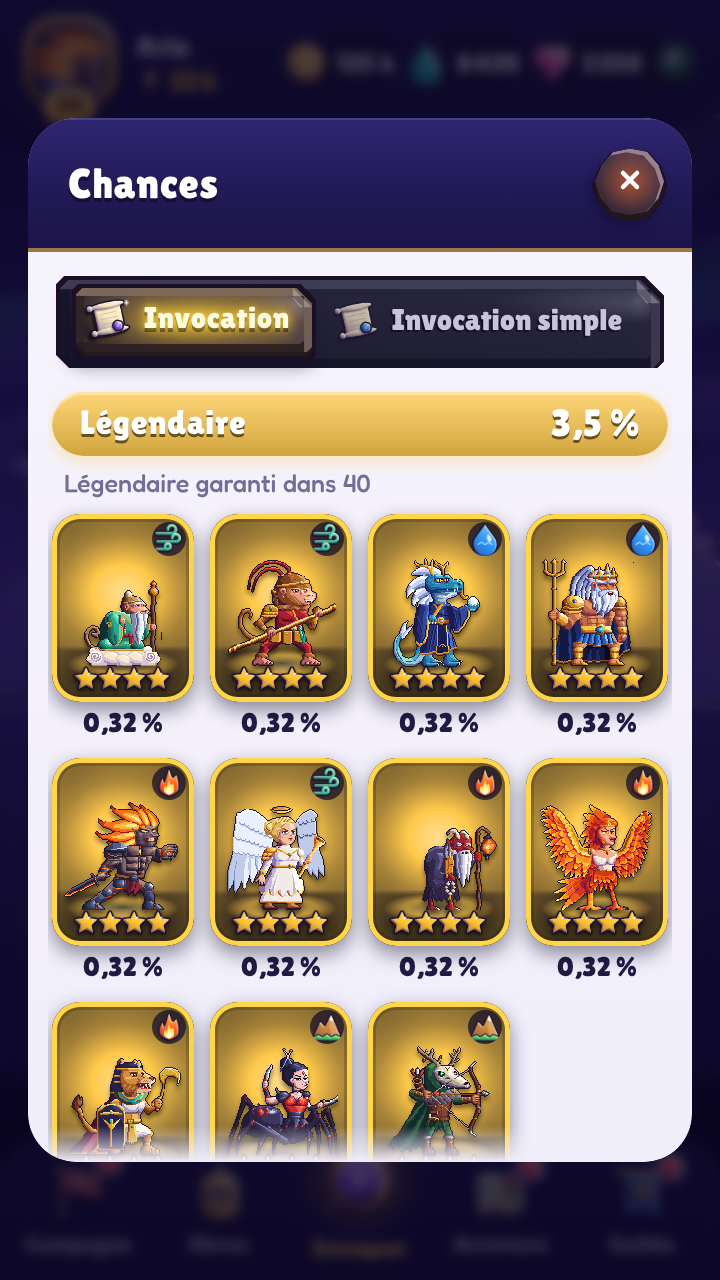 Chances
Invocation
Invocation simple
Légendaire
3,5 %
Légendaire garanti dans 40
0,32 %
0,32 %
0,32 %
0,32 %
0,32 %
0,32 %
0,32 %
0,32 %